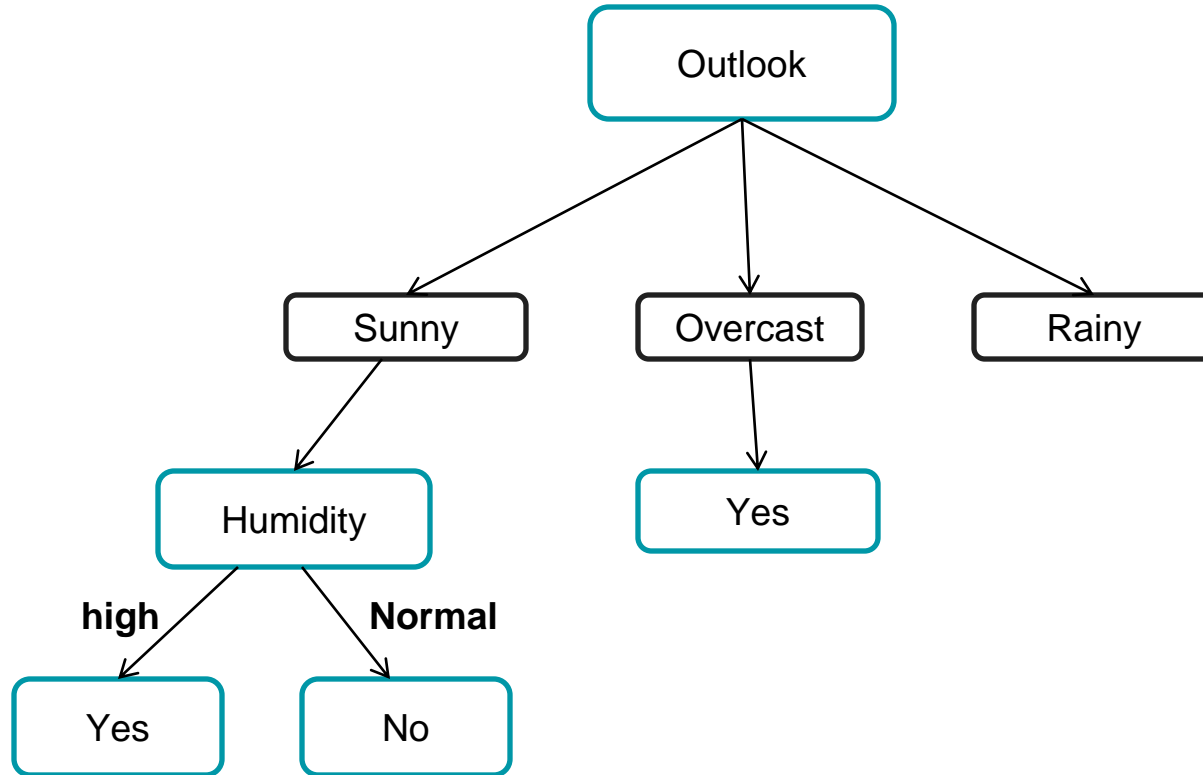 Outlook
Sunny
Overcast
Rainy
Humidity
Yes
high
Normal
Yes
No